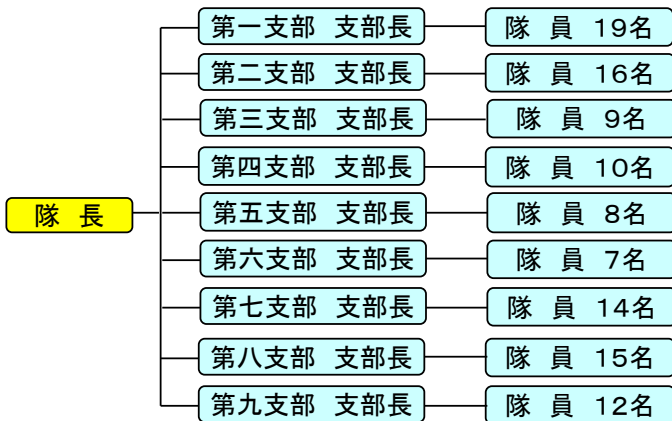 第一支部 支部長 隊 員 19名
第二支部 支部長 隊 員 16名
第三支部 支部長 隊 員 9名
第四支部 支部長 隊 員 10名
隊 長 第五支部 支部長 隊 員 8名
第六支部 支部長 隊 員 7名
第七支部 支部長 隊 員 14名
第八支部 支部長 隊 員 15名
第九支部 支部長 隊 員 12名